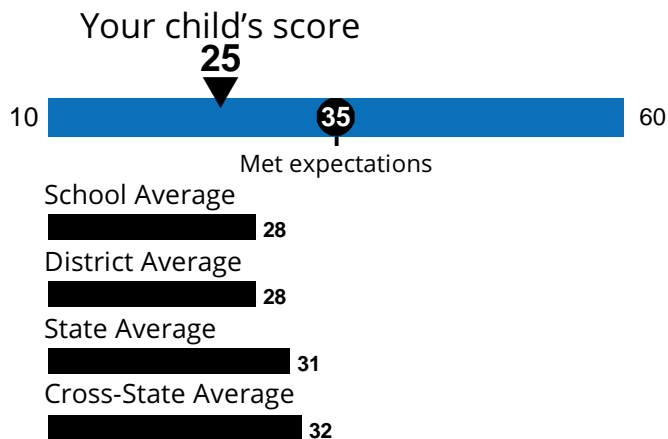 Your child’s score
25
10 35 60
Met expectations
School Average
28
District Average
28
State Average
31
Cross-State Average
32